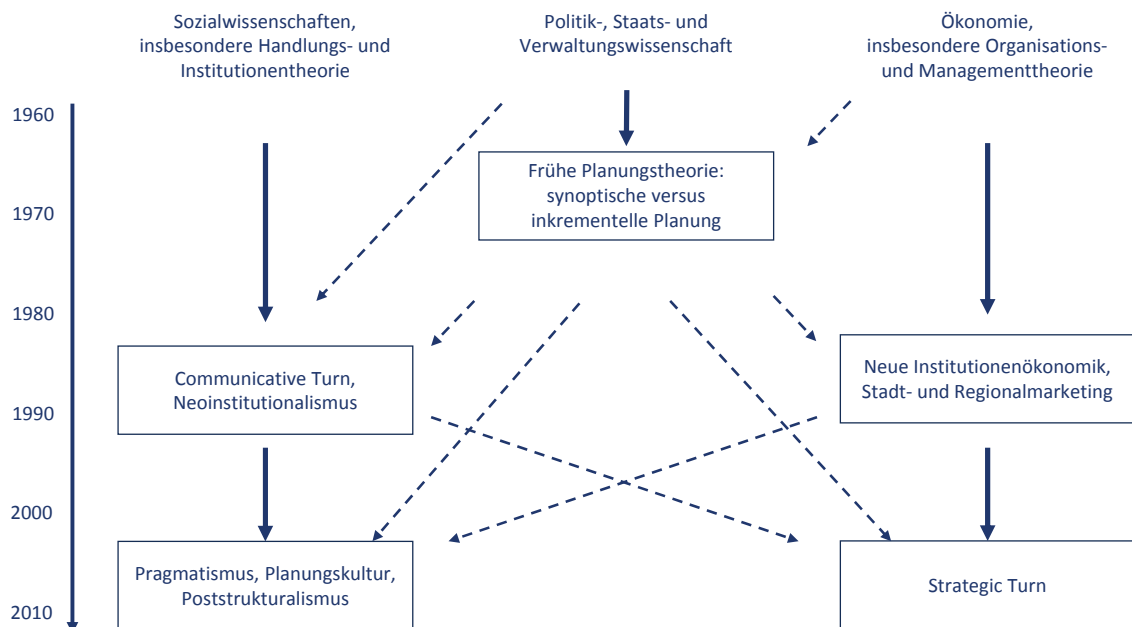 Sozialwissenschaften,
insbesondere Handlungs- und
Institutionentheorie
Politik-, Staats- und
Verwaltungswissenschaft
Ökonomie,
insbesondere Organisations-
und Managementtheorie
1960
Frühe Planungstheorie:
synoptische versus
inkrementelle Planung
1970
1980
Communicative Turn,
Neoinstitutionalismus
Neue Institutionenökonomik,
Stadt- und Regionalmarketing
1990
2000
Pragmatismus, Planungskultur,
Poststrukturalismus
Strategic Turn
2010